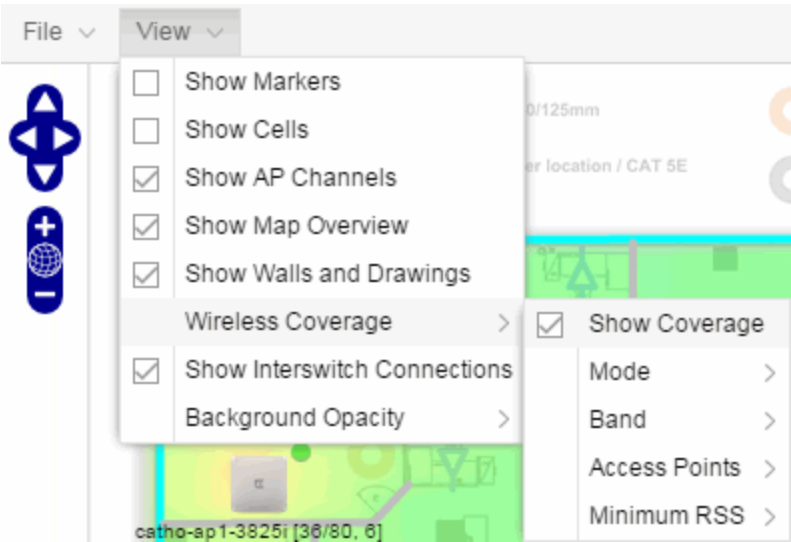 File View
Show Markers
Show Cells
0/125mm
Show AP Channels
er location / CAT 5E
Show Map Overview
Show Walls and Drawings
Wireless Coverage
Show Coverage
Show Interswitch Connections
Mode
Background Opacity
Band
Access Points
Minimum RSS
catho-ap1-3825i [36/80, 6]